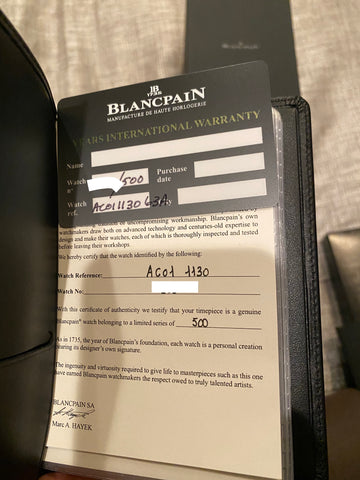 JB
1735
BLANCPAIN
MANUFACTURE DE HAUTE HORLOGERIE
YEARS INTERNATIONAL WARRANTY
Name
Watch n° /500
Purchase date
Watch ref. AC01 1130 63A
of uncompromising workmanship. Blancpain's own
watchmakers draw both on advanced technology and centuries-old expertise to
design and make their watches, each of which is thoroughly inspected and tested
before leaving their workshops.
We hereby certify that the watch identified by the following:
Watch Reference: AC01 1130
Watch No:
With this certificate of authenticity we testify that your timepiece is a genuine
Blancpain® watch belonging to a limited series of 500
As in 1735, the year of Blancpain's foundation, each watch is a personal creation
bearing its designer's own signature.
The ingenuity and virtuosity required to give life to masterpieces such as this one
have earned Blancpain watchmakers the respect owed to truly talented artists.
BLANCPAIN SA
Marc A. HAYEK